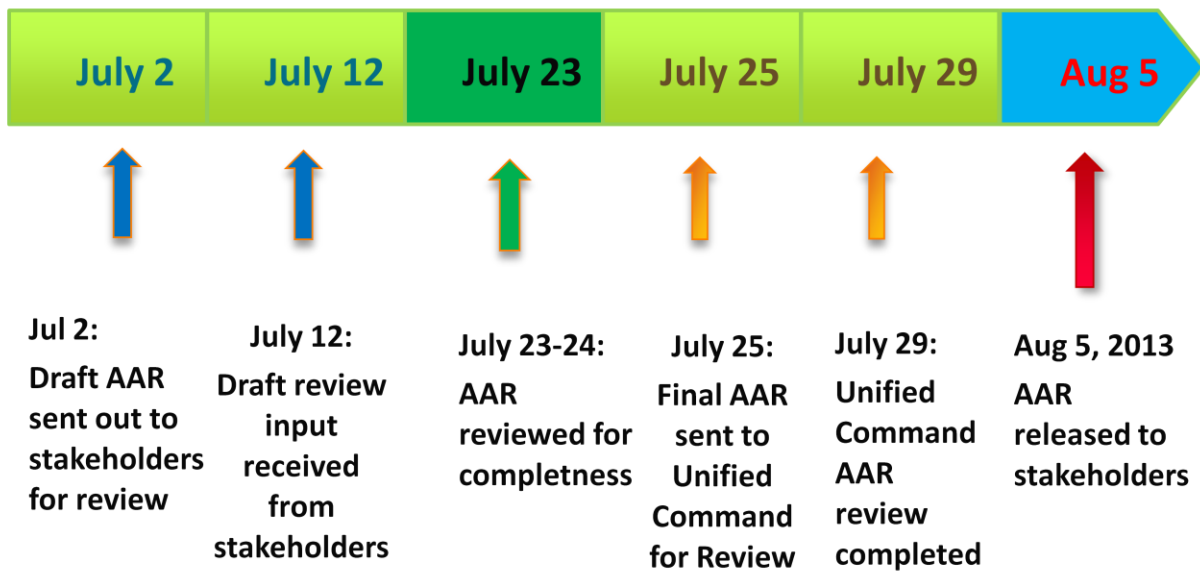 July 2
July 12
July 23
July 25
July 29
Aug 5
Jul 2:
Draft AAR
sent out to
stakeholders
for review
July 12:
Draft review
input
received
from
stakeholders
July 23-24:
AAR
reviewed for
completness
July 25:
Final AAR
sent to
Unified
Command
for Review
July 29:
Unified
Command
AAR
review
completed
Aug 5, 2013
AAR
released to
stakeholders